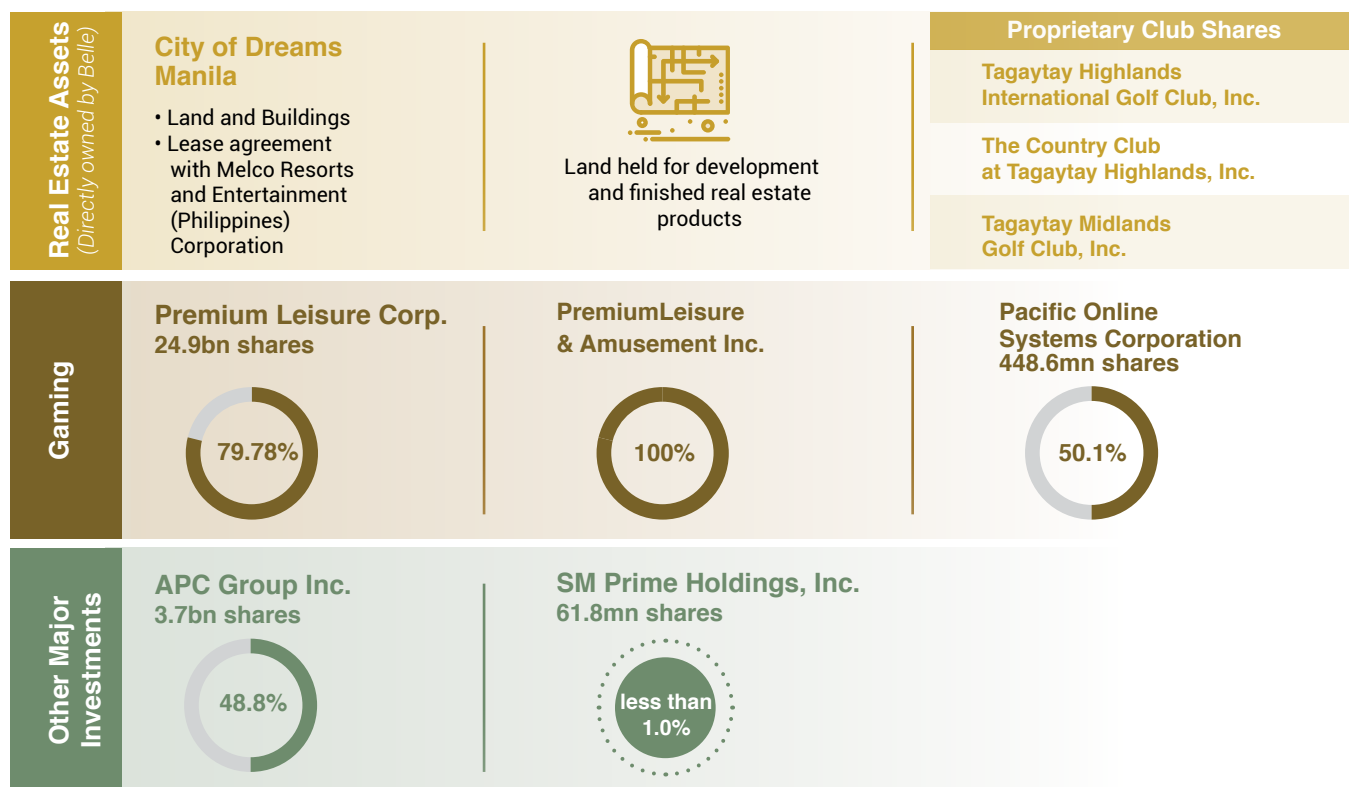 Real Estate Assets
(Directly owned by Belle)
City of Dreams
Manila
• Land and Buildings
• Lease agreement
with Melco Resorts
and Entertainment
(Philippines)
Corporation
Land held for development
and finished real estate
products
Proprietary Club Shares
Tagaytay Highlands
International Golf Club, Inc.
The Country Club
at Tagaytay Highlands, Inc.
Tagaytay Midlands
Golf Club, Inc.
Gaming
Premium Leisure Corp.
24.9bn shares
79.78%
PremiumLeisure
& Amusement Inc.
100%
Pacific Online
Systems Corporation
448.6mn shares
50.1%
Other Major
Investments
APC Group Inc.
3.7bn shares
48.8%
SM Prime Holdings, Inc.
61.8mn shares
less than
1.0%